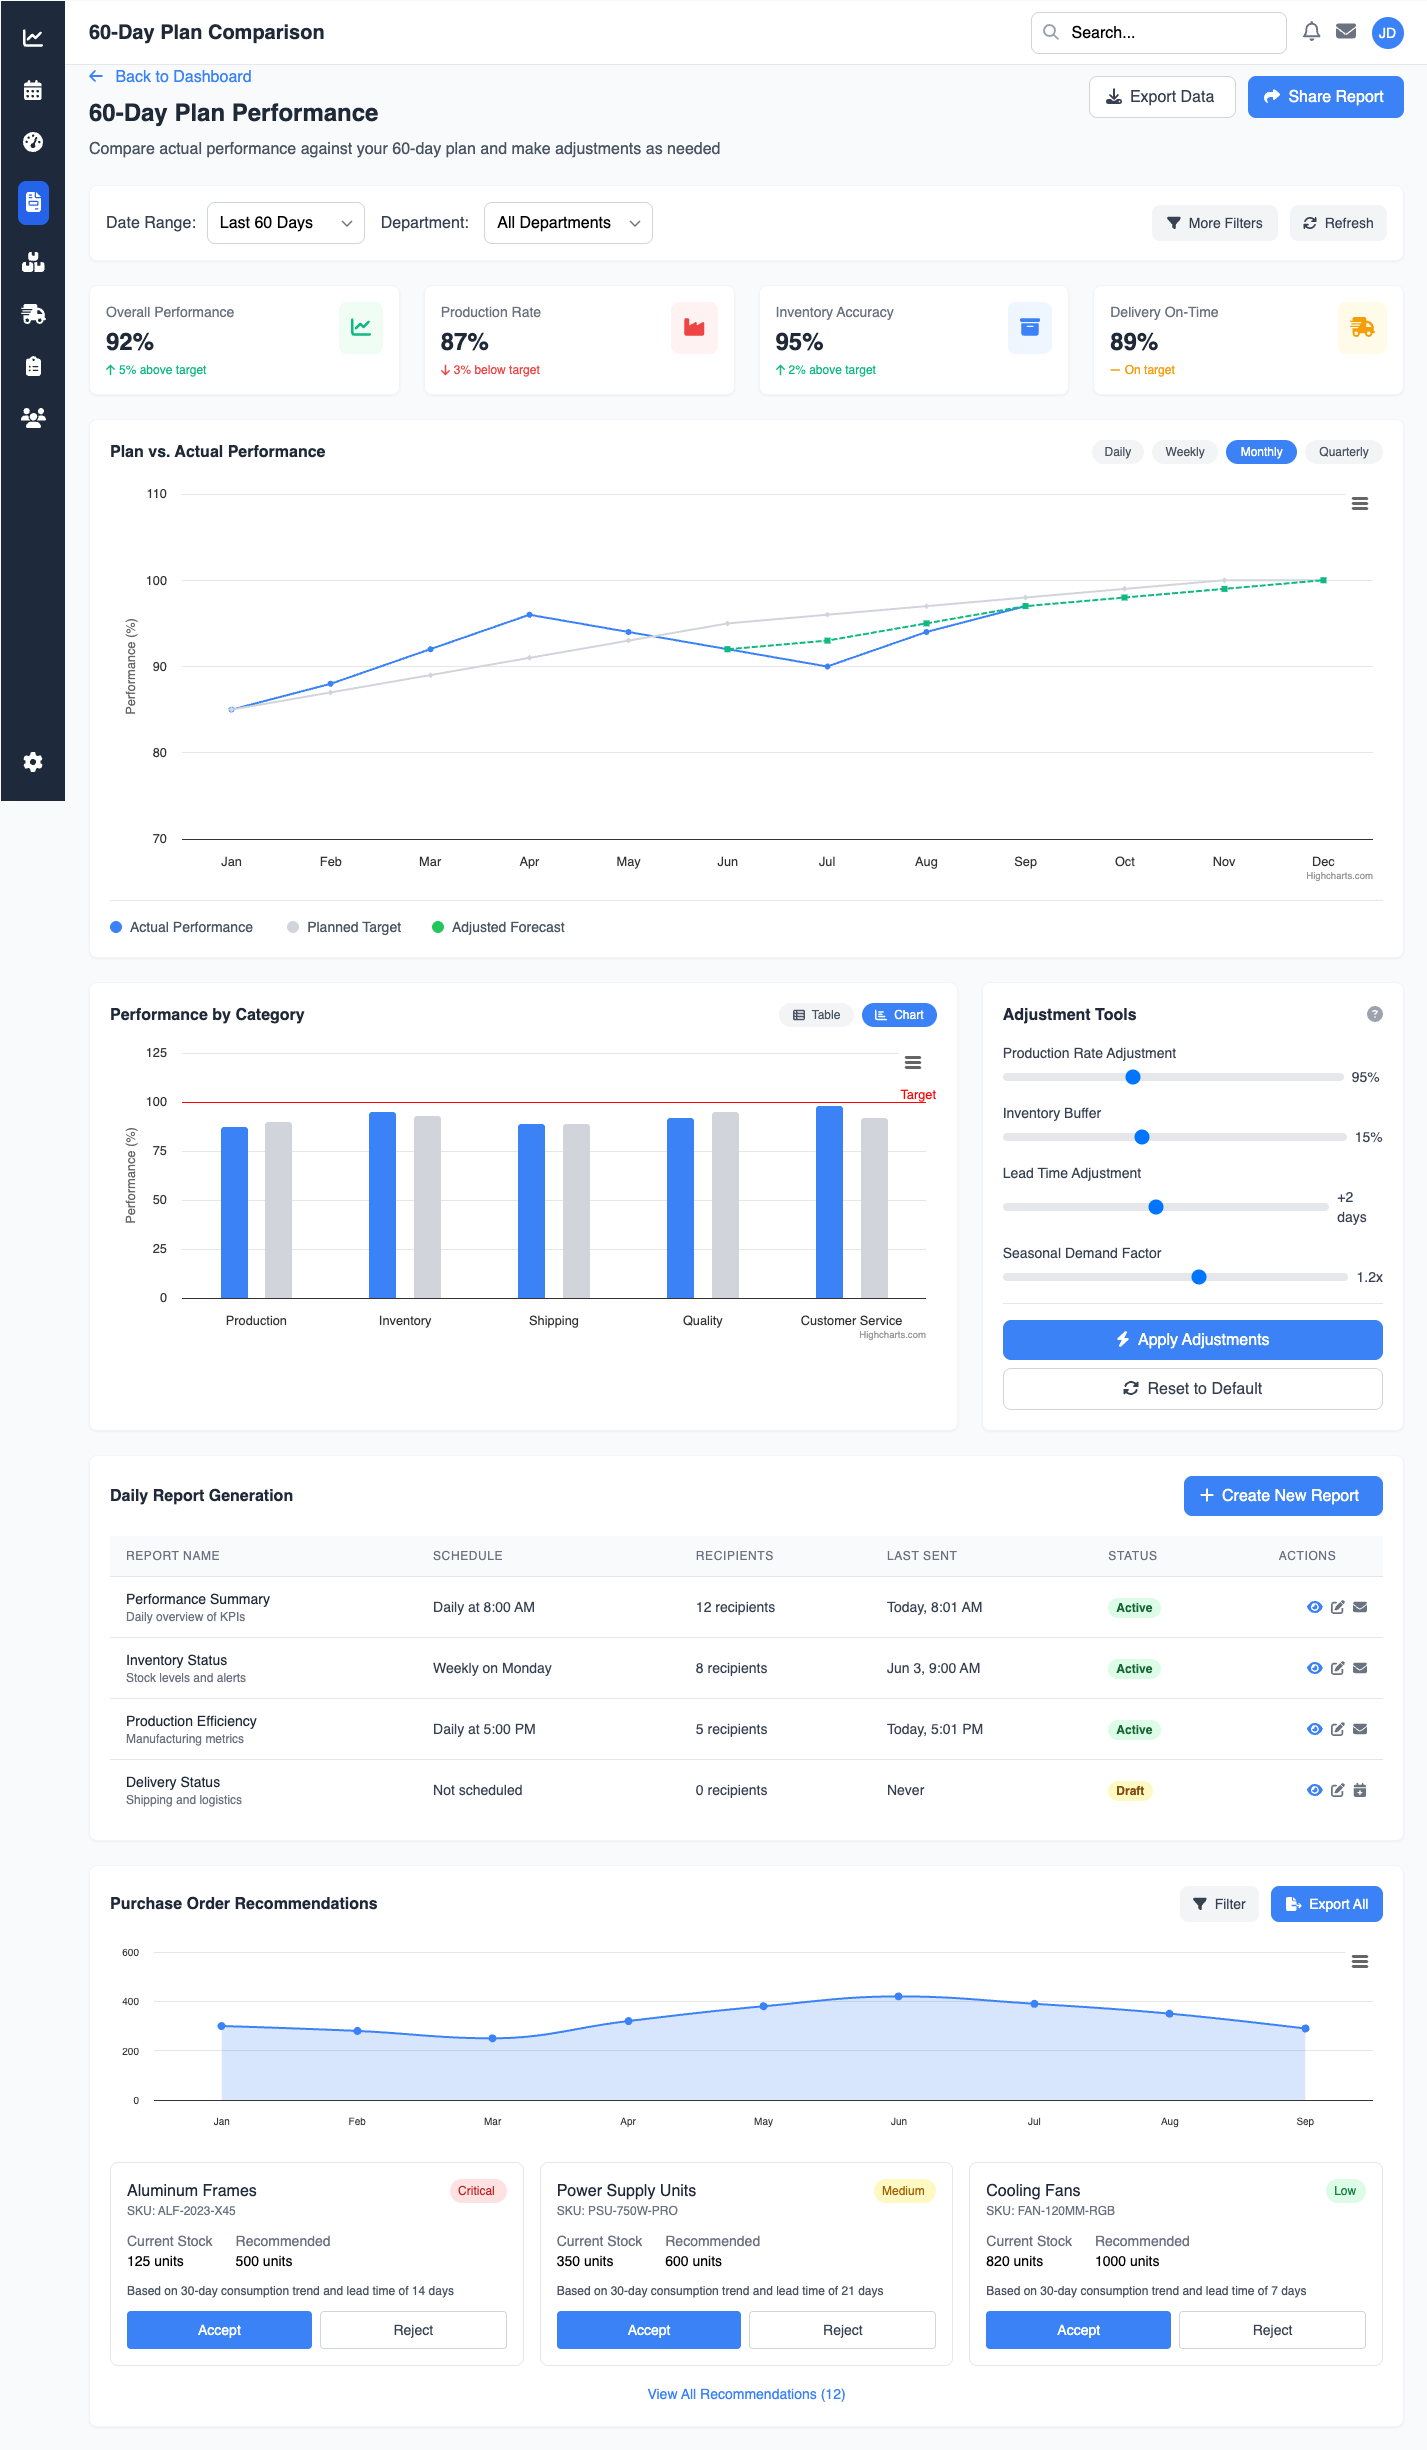 60-Day Plan Comparison
Search...
JD
Back to Dashboard
60-Day Plan Performance
Compare actual performance against your 60-day plan and make adjustments as needed
Export Data
Share Report
Date Range:
Last 60 Days
Department:
All Departments
More Filters
Refresh
Overall Performance
92%
5% above target
Production Rate
87%
3% below target
Inventory Accuracy
95%
2% above target
Delivery On-Time
89%
On target
Plan vs. Actual Performance
Daily
Weekly
Monthly
Quarterly
110
100
90
80
70
Performance (%)
Jan
Feb
Mar
Apr
May
Jun
Jul
Aug
Sep
Oct
Nov
Dec
Highcharts.com
Actual Performance
Planned Target
Adjusted Forecast
Performance by Category
Table
Chart
125
100
75
50
25
0
Performance (%)
Target
Production
Inventory
Shipping
Quality
Customer Service
Highcharts.com
Adjustment Tools
?
Production Rate Adjustment
95%
Inventory Buffer
15%
Lead Time Adjustment
+2
days
Seasonal Demand Factor
1.2x
Apply Adjustments
Reset to Default
Daily Report Generation
Create New Report
REPORT NAME
SCHEDULE
RECIPIENTS
LAST SENT
STATUS
ACTIONS
Performance Summary
Daily overview of KPIs
Daily at 8:00 AM
12 recipients
Today, 8:01 AM
Active
Inventory Status
Stock levels and alerts
Weekly on Monday
8 recipients
Jun 3, 9:00 AM
Active
Production Efficiency
Manufacturing metrics
Daily at 5:00 PM
5 recipients
Today, 5:01 PM
Active
Delivery Status
Shipping and logistics
Not scheduled
0 recipients
Never
Draft
Purchase Order Recommendations
Filter
Export All
600
400
200
0
Jan
Feb
Mar
Apr
May
Jun
Jul
Aug
Sep
Aluminum Frames
Critical
SKU: ALF-2023-X45
Current Stock
Recommended
125 units
500 units
Based on 30-day consumption trend and lead time of 14 days
Accept
Reject
Power Supply Units
Medium
SKU: PSU-750W-PRO
Current Stock
Recommended
350 units
600 units
Based on 30-day consumption trend and lead time of 21 days
Accept
Reject
Cooling Fans
Low
SKU: FAN-120MM-RGB
Current Stock
Recommended
820 units
1000 units
Based on 30-day consumption trend and lead time of 7 days
Accept
Reject
View All Recommendations (12)